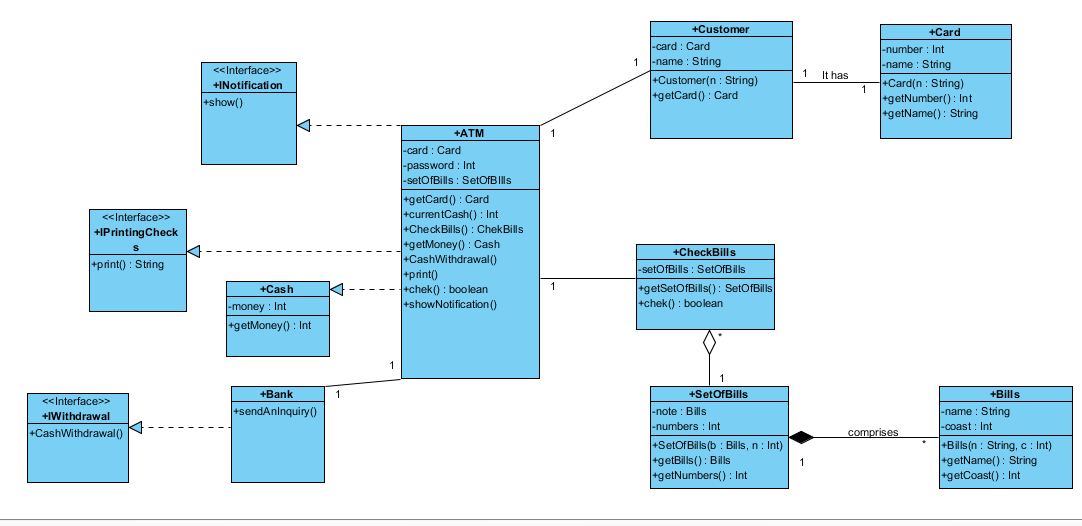 +Customer
-card : Card
-name : String
+Customer(n : String)
+getCard() : Card
+Card
-number : Int
-name : String
+Card(n : String)
+getNumber() : Int
+getName() : String
1
It has
1
1
1
<<Interface>>
+INotification
+show()
+ATM
-card : Card
-password : Int
-setOfBills : SetOfBIlls
+getCard() : Card
+currentCash() : Int
+CheckBills() : ChekBills
+getMoney() : Cash
+CashWithdrawal()
+print()
+chek() : boolean
+showNotification()
<<Interface>>
+IPrintingCheck
s
+print() : String
+Cash
-money : Int
+getMoney() : Int
+CheckBills
-setOfBills : SetOfBills
+getSetOfBills() : SetOfBills
+chek() : boolean
1
*
1
1
1
<<Interface>>
+IWithdrawal
+CashWithdrawal()
+Bank
+sendAnInquiry()
+SetOfBills
-note : Bills
-numbers : Int
+SetOfBills(b : Bills, n : Int)
+getBills() : Bills
+getNumbers() : Int
comprises
1
*
+Bills
-name : String
-coast : Int
+Bills(n : String, c : Int)
+getName() : String
+getCoast() : Int